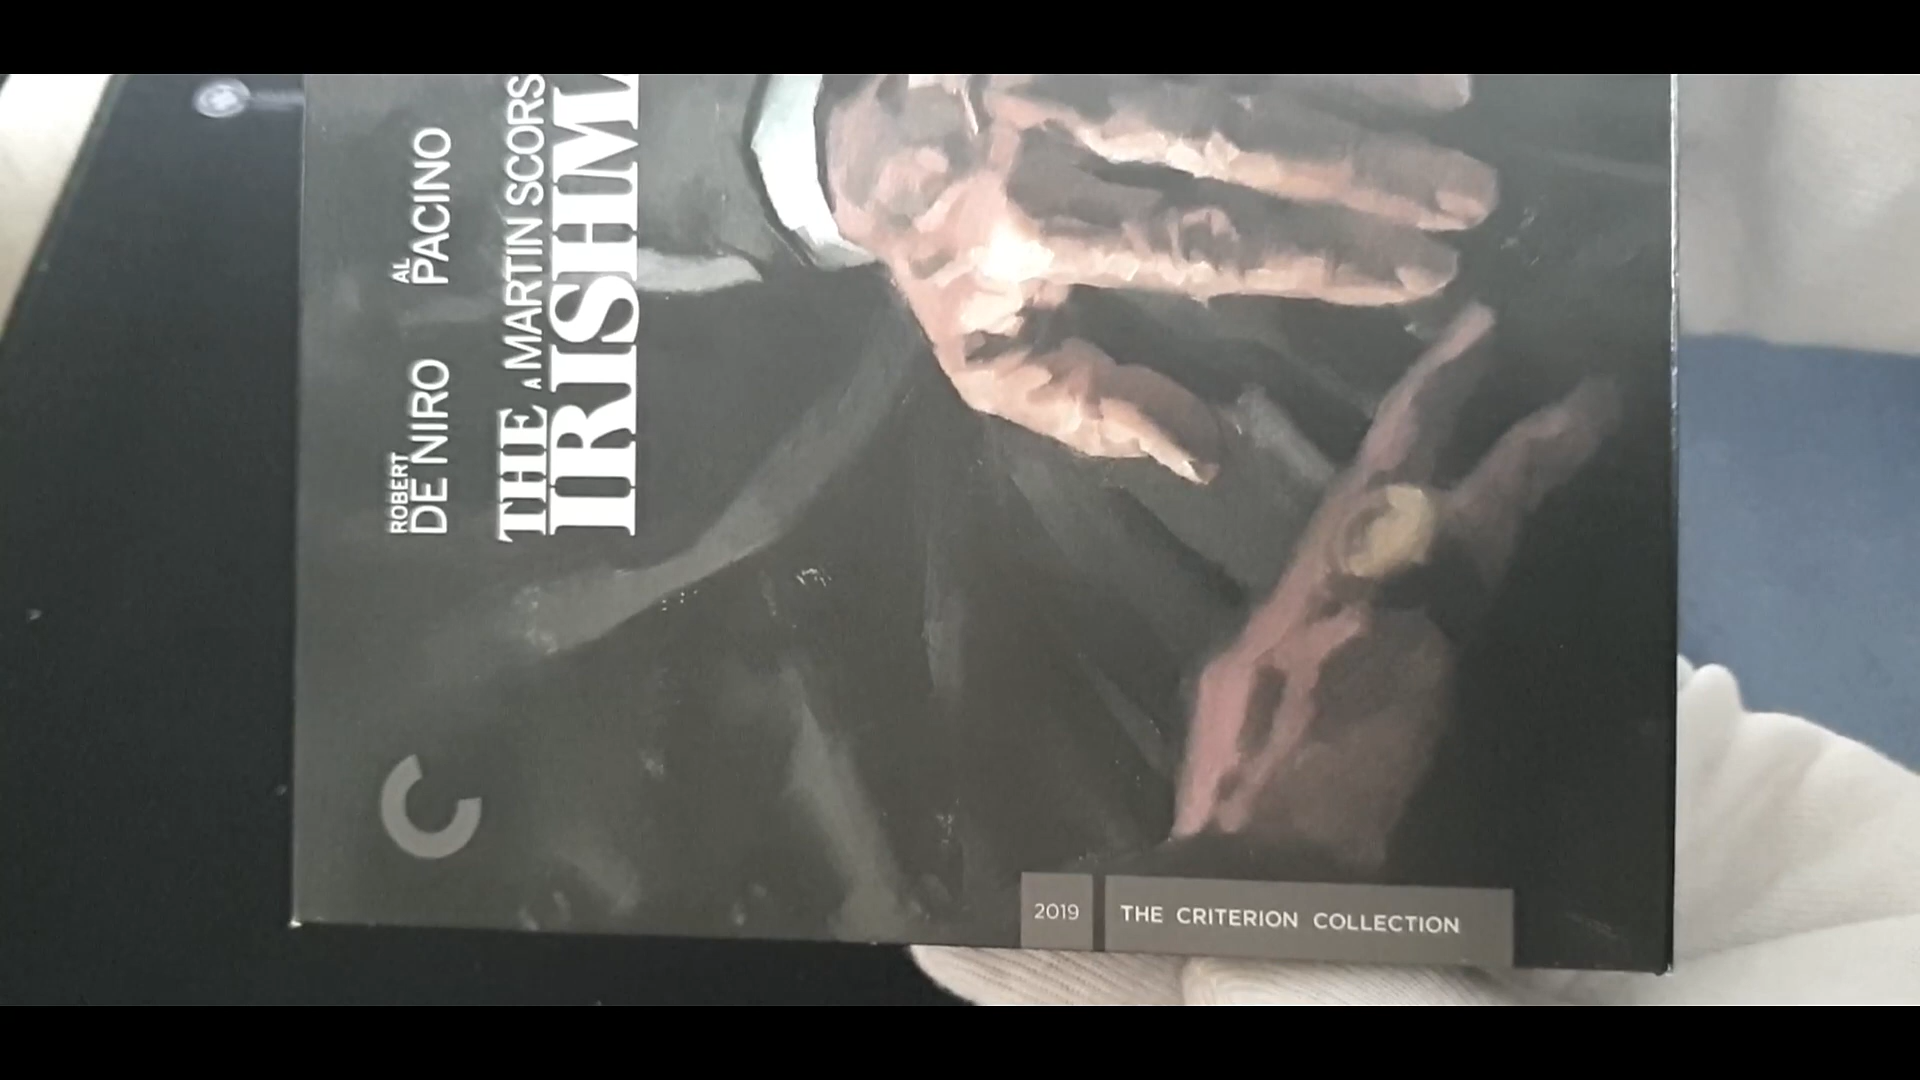 ROBERT AL
DE NIRO PACINO
A MARTIN SCORS
THE
IRISHM
2019 THE CRITERION COLLECTION